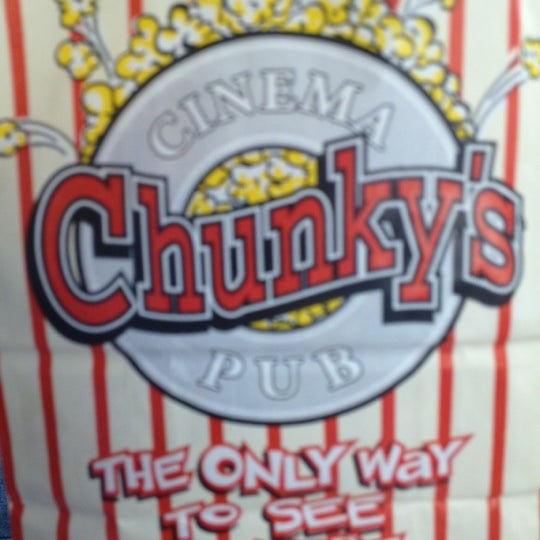 CINEMA
Chunky's
PUB
THE ONLY WAY
TO SEE